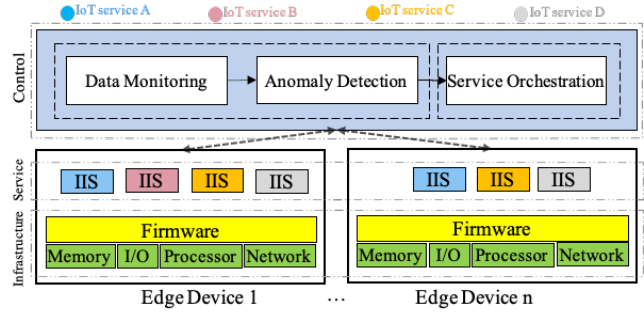 IoT service A IoT service B IoT service C IoT service D
Control
Data Monitoring Anomaly Detection Service Orchestration
Service
IIS IIS IIS IIS IIS IIS IIS
Infrastructure
Firmware Firmware
Memory I/O Processor Network Memory I/O Processor Network
Edge Device 1 ... Edge Device n